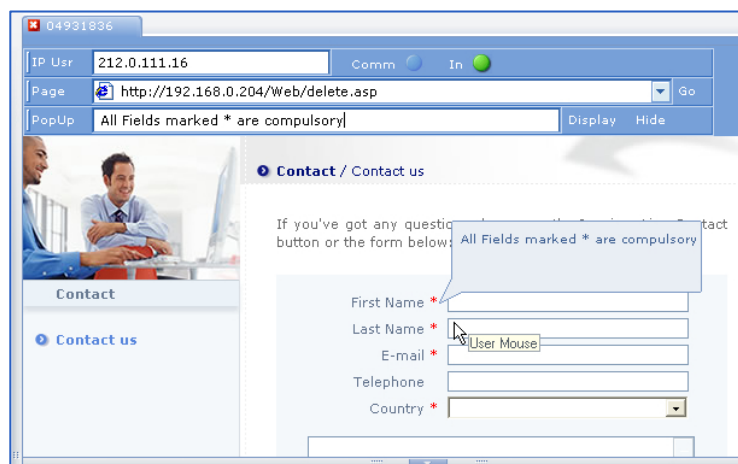 04931836
IP Usr 212.0.111.16 Comm In
Page http://192.168.0.204/Web/delete.asp Go
PopUp All Fields marked * are compulsory Display Hide
Contact / Contact us
If you've got any tact
button or the form below:
All Fields marked * are compulsory
Contact
Contact us
First Name *
Last Name *
User Mouse
E-mail *
Telephone
Country *